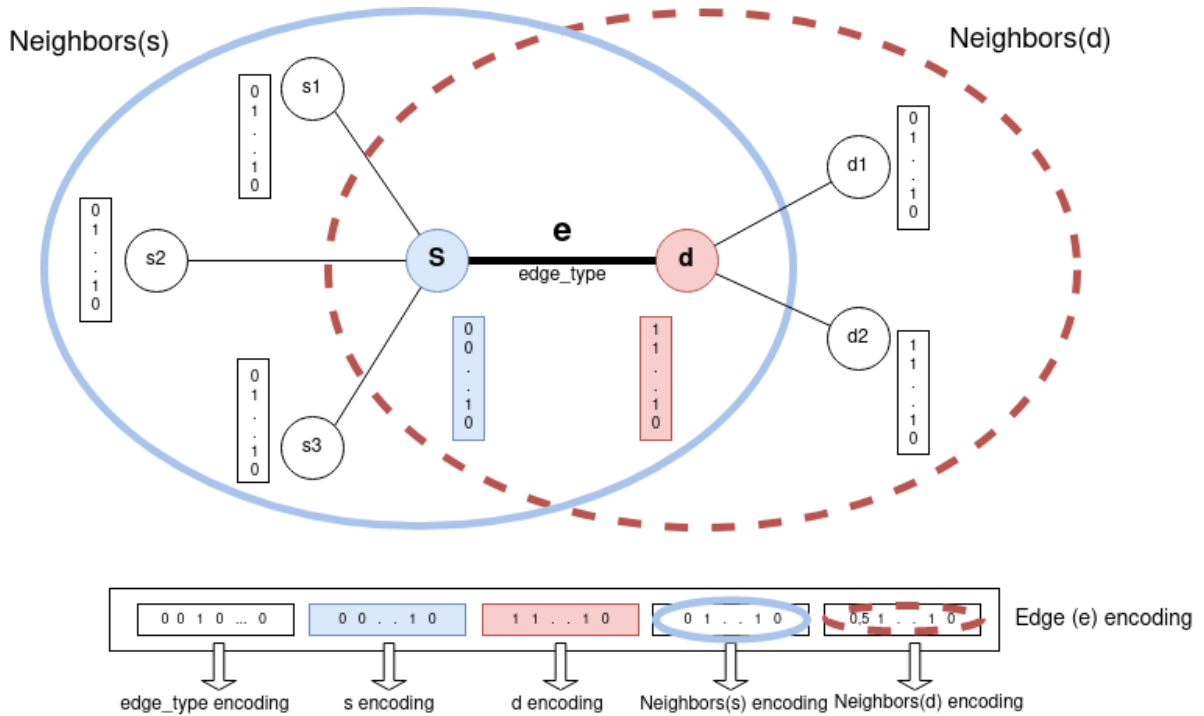 Neighbors(s)
Neighbors(d)
s1
0
1
.
.
1
0
d1
0
1
.
.
1
0
s2
0
1
.
.
1
0
S
e
edge_type
d
0
0
.
.
1
0
1
1
.
.
1
0
d2
1
1
.
.
1
0
s3
0
1
.
.
1
0
0 0 1 0 ... 0
0 0 . . 1 0
1 1 . . 1 0
0 1 . . 1 0
0,5 1 . . 1 0
Edge (e) encoding
edge_type encoding
s encoding
d encoding
Neighbors(s) encoding
Neighbors(d) encoding